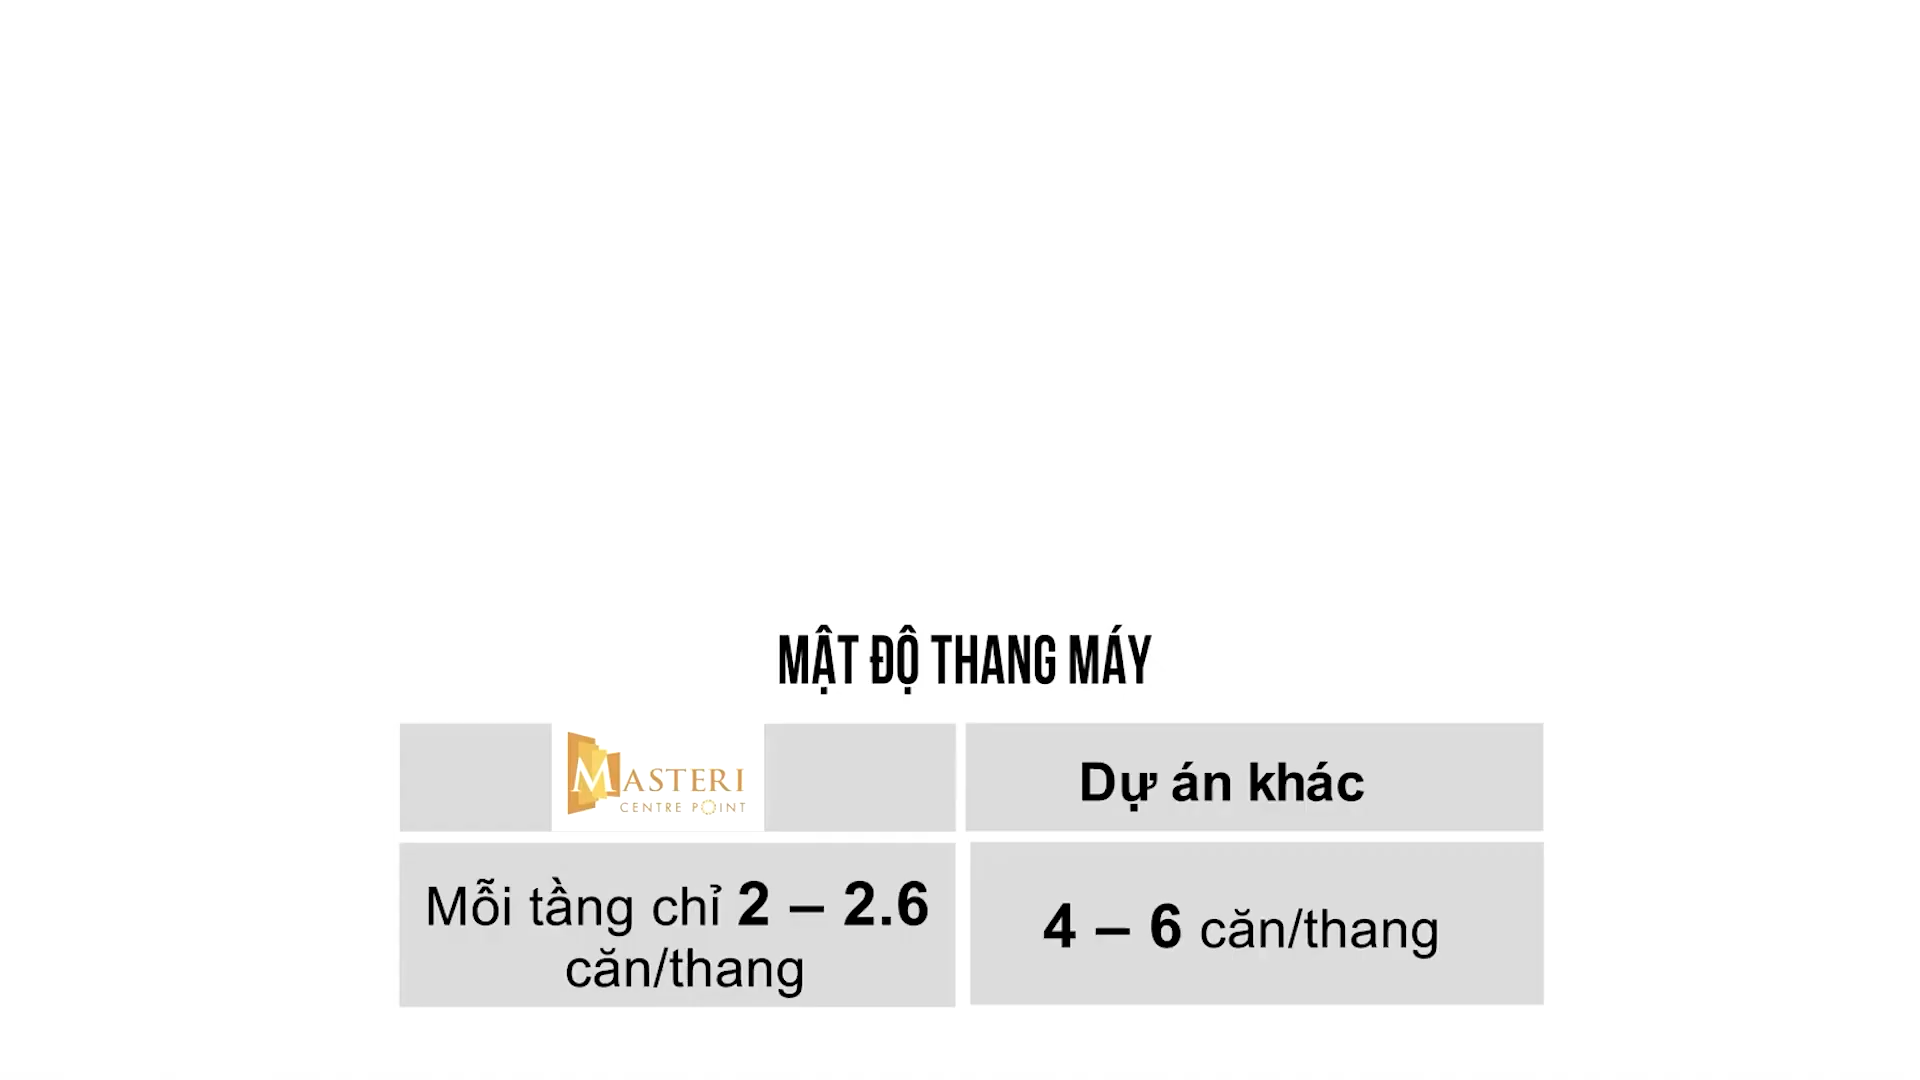 MẬT ĐỘ THANG MÁY
MASTERI
CENTRE POINT
Dự án khác
Mỗi tầng chỉ 2 – 2.6
căn/thang
4 – 6 căn/thang